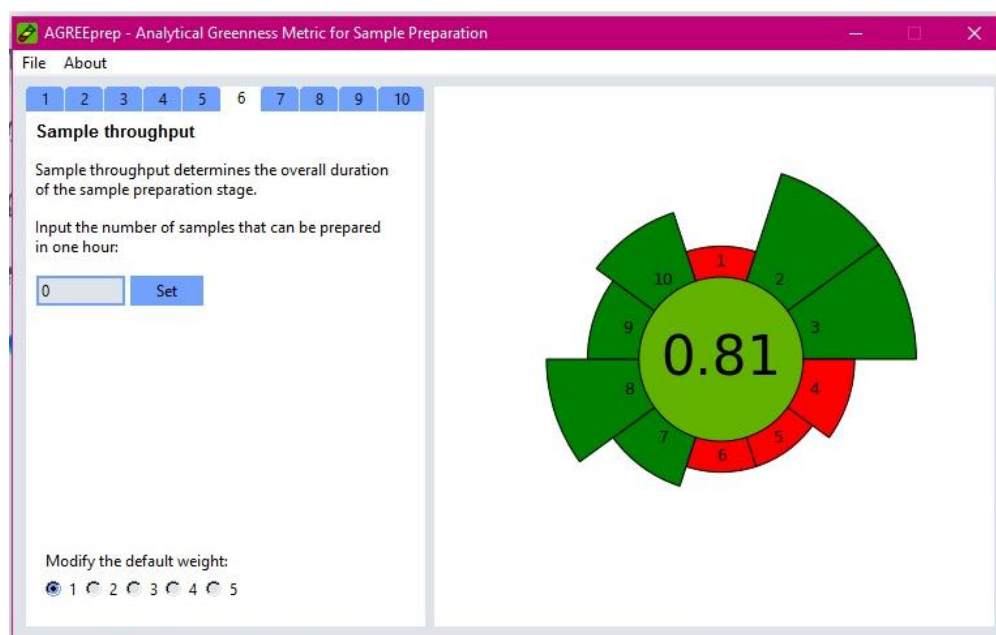 AGREEprep - Analytical Greenness Metric for Sample Preparation
File About
1 2 3 4 5 6 7 8 9 10
Sample throughput
Sample throughput determines the overall duration
of the sample preparation stage.
Input the number of samples that can be prepared
in one hour:
0 Set
Modify the default weight:
1 2 3 4 5
1
2
3
4
5
6
7
8
9
10
0.81